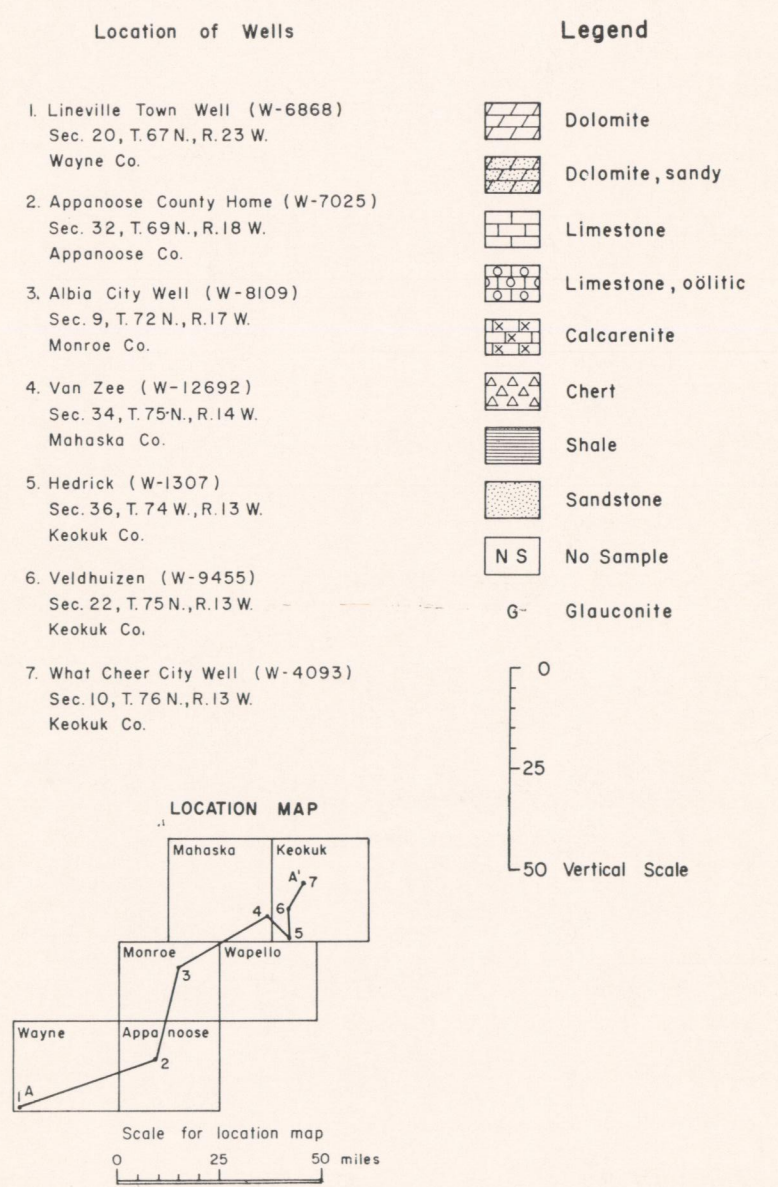 Location of Wells
1. Lineville Town Well (W-6868)
Sec. 20, T. 67 N., R. 23 W.
Wayne Co.
2. Appanoose County Home (W-7025)
Sec. 32, T. 69 N., R. 18 W.
Appanoose Co.
3. Albia City Well (W-8109)
Sec. 9, T. 72 N., R. 17 W.
Monroe Co.
4. Van Zee (W-12692)
Sec. 34, T. 75 N., R. 14 W.
Mahaska Co.
5. Hedrick (W-1307)
Sec. 36, T. 74 W., R. 13 W.
Keokuk Co.
6. Veldhuizen (W-9455)
Sec. 22, T. 75 N., R. 13 W.
Keokuk Co.
7. What Cheer City Well (W-4093)
Sec. 10, T. 76 N., R. 13 W.
Keokuk Co.
Legend
Dolomite
Dolomite, sandy
Limestone
Limestone, oölitic
Calcarenite
Chert
Shale
Sandstone
N S No Sample
G Glauconite
0
25
50 Vertical Scale
LOCATION MAP
Mahaska Keokuk
A' 7
4 6
5
Monroe Wapello
3
Wayne Appanoose
2
1 A
Scale for location map
0 25 50 miles